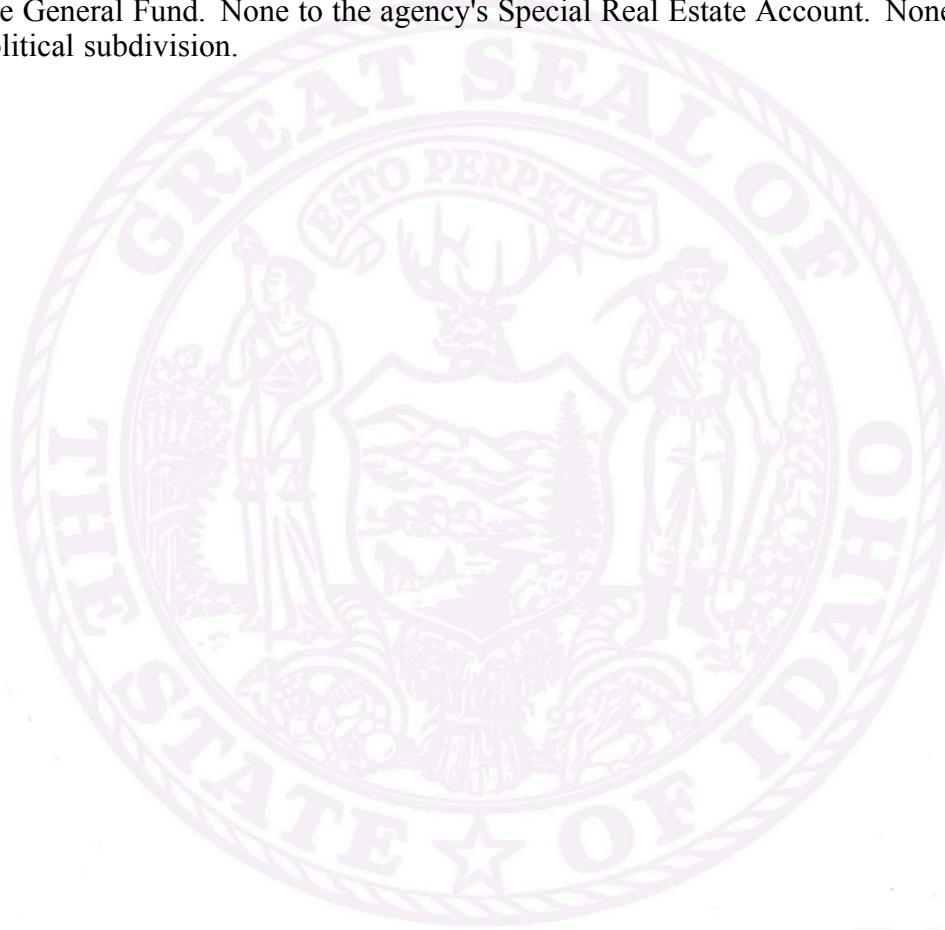 e General Fund. None to the agency's Special Real Estate Account. None
olitical subdivision.
GREAT SEAL OF
ESTO PERPETUA
THE STATE OF IDAHO